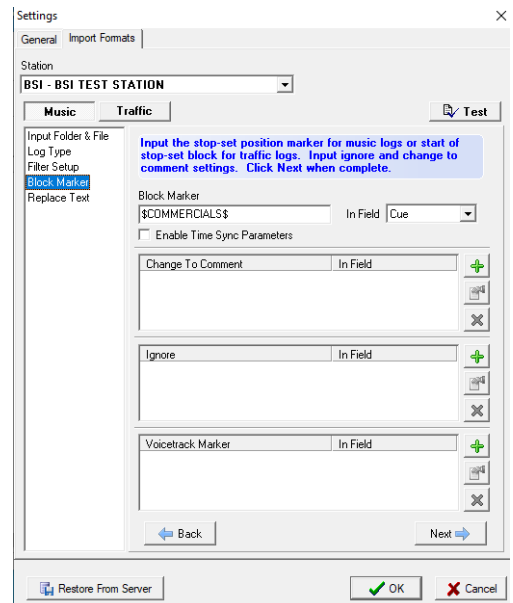 Settings
General Import Formats
Station
BSI - BSI TEST STATION
Music Traffic Test
Input Folder & File
Log Type
Filter Setup
Block Marker
Replace Text
Input the stop-set position marker for music logs or start of
stop-set block for traffic logs. Input ignore and change to
comment settings. Click Next when complete.
Block Marker
$COMMERCIALS$ In Field Cue
Enable Time Sync Parameters
Change To Comment In Field
Ignore In Field
Voicetrack Marker In Field
Back Next
Restore From Server OK Cancel